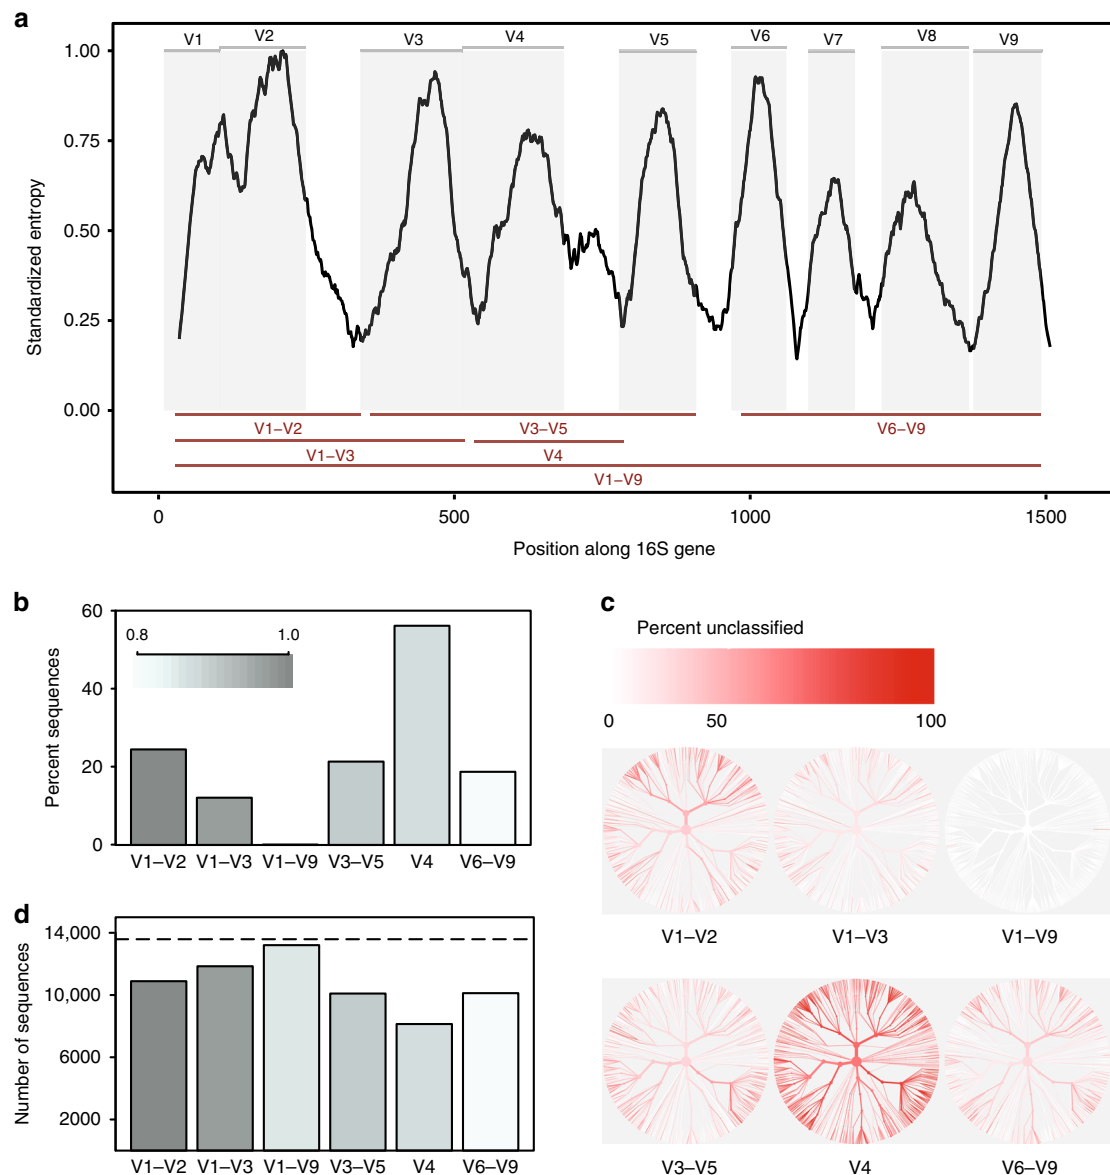 a
V1 V2 V3 V4 V5 V6 V7 V8 V9
1.00
0.75
0.50
0.25
0.00
Standardized entropy
V1–V2 V3–V5 V6–V9
V1–V3 V4
V1–V9
0 500 1000 1500
Position along 16S gene
b
60
40
20
0
Percent sequences
0.8 1.0
V1–V2 V1–V3 V1–V9 V3–V5 V4 V6–V9
c
Percent unclassified
0 50 100
V1–V2 V1–V3 V1–V9
V3–V5 V4 V6–V9
d
14,000
10,000
6000
2000
Number of sequences
V1–V2 V1–V3 V1–V9 V3–V5 V4 V6–V9